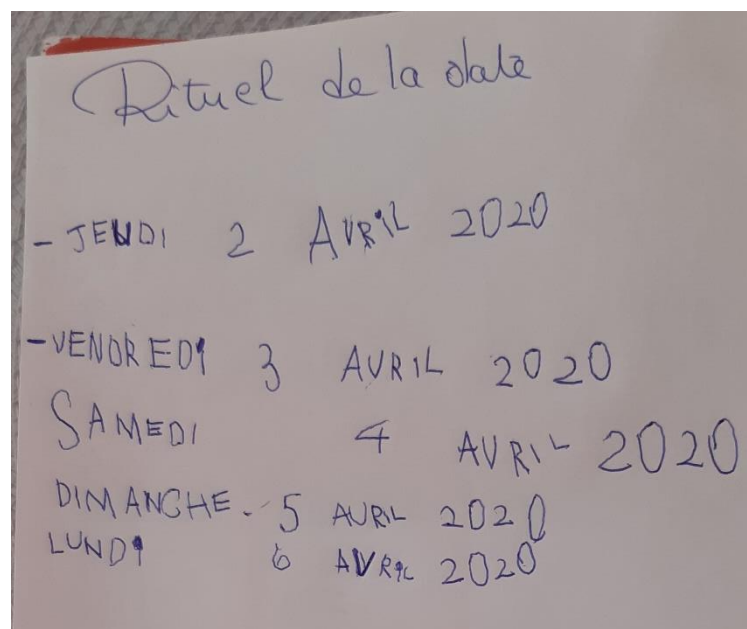 Rituel de la date
- JEUDI 2 AVRIL 2020
- VENDREDI 3 AVRIL 2020
SAMEDI 4 AVRIL 2020
DIMANCHE - 5 AVRIL 2020
LUNDI 6 AVRIL 2020